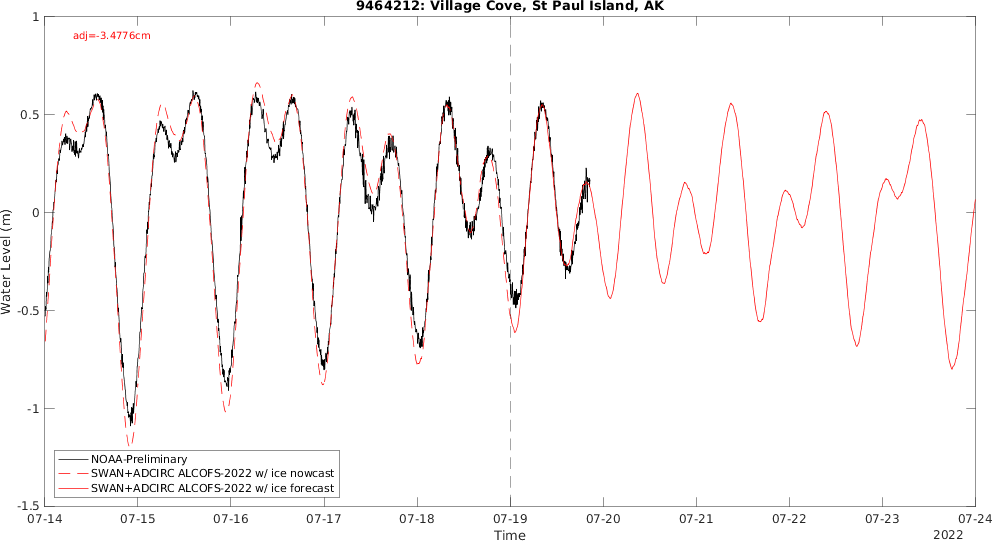 9464212: Village Cove, St Paul Island, AK
adj=-3.4776cm
1
0.5
0
-0.5
-1
-1.5
Water Level (m)
NOAA-Preliminary
SWAN+ADCIRC ALCOFS-2022 w/ ice nowcast
SWAN+ADCIRC ALCOFS-2022 w/ ice forecast
07-14 07-15 07-16 07-17 07-18 07-19 07-20 07-21 07-22 07-23 07-24
Time
2022